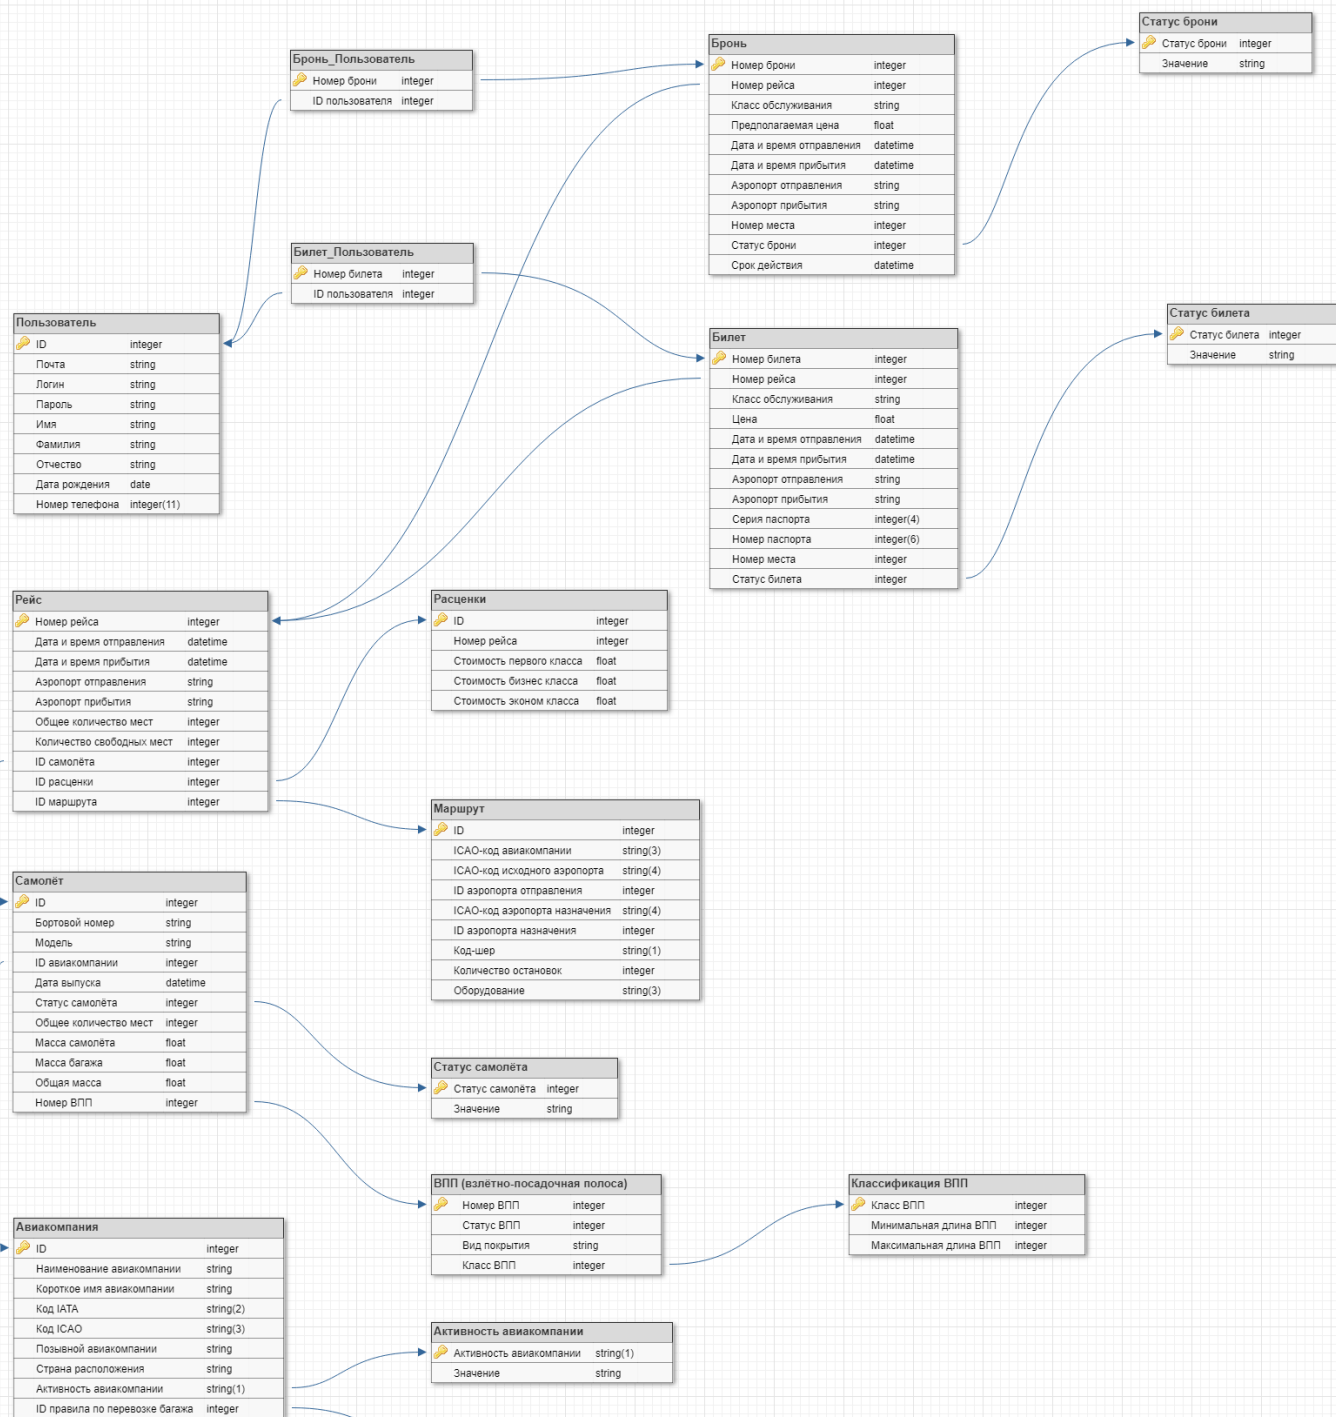 Статус брони
Статус брони integer
Значение string
Бронь
Номер брони integer
Номер рейса integer
Класс обслуживания string
Предполагаемая цена float
Дата и время отправления datetime
Дата и время прибытия datetime
Аэропорт отправления string
Аэропорт прибытия string
Номер места integer
Статус брони integer
Срок действия datetime
Бронь_Пользователь
Номер брони integer
ID пользователя integer
Билет_Пользователь
Номер билета integer
ID пользователя integer
Статус билета
Статус билета integer
Значение string
Пользователь
ID integer
Почта string
Логин string
Пароль string
Имя string
Фамилия string
Отчество string
Дата рождения date
Номер телефона integer(11)
Билет
Номер билета integer
Номер рейса integer
Класс обслуживания string
Цена float
Дата и время отправления datetime
Дата и время прибытия datetime
Аэропорт отправления string
Аэропорт прибытия string
Серия паспорта integer(4)
Номер паспорта integer(6)
Номер места integer
Статус билета integer
Рейс
Номер рейса integer
Дата и время отправления datetime
Дата и время прибытия datetime
Аэропорт отправления string
Аэропорт прибытия string
Общее количество мест integer
Количество свободных мест integer
ID самолёта integer
ID расценки integer
ID маршрута integer
Расценки
ID integer
Номер рейса integer
Стоимость первого класса float
Стоимость бизнес класса float
Стоимость эконом класса float
Маршрут
ID integer
ICAO-код авиакомпании string(3)
ICAO-код исходного аэропорта string(4)
ID аэропорта отправления integer
ICAO-код аэропорта назначения string(4)
ID аэропорта назначения integer
Код-шер string(1)
Количество остановок integer
Оборудование string(3)
Самолёт
ID integer
Бортовой номер string
Модель string
ID авиакомпании integer
Дата выпуска datetime
Статус самолёта integer
Общее количество мест integer
Масса самолёта float
Масса багажа float
Общая масса float
Номер ВПП integer
Статус самолёта
Статус самолёта integer
Значение string
ВПП (взлётно-посадочная полоса)
Номер ВПП integer
Статус ВПП integer
Вид покрытия string
Класс ВПП integer
Классификация ВПП
Класс ВПП integer
Минимальная длина ВПП integer
Максимальная длина ВПП integer
Авиакомпания
ID integer
Наименование авиакомпании string
Короткое имя авиакомпании string
Код IATA string(2)
Код ICAO string(3)
Позывной авиакомпании string
Страна расположения string
Активность авиакомпании string(1)
ID правила по перевозке багажа integer
Активность авиакомпании
Активность авиакомпании string(1)
Значение string